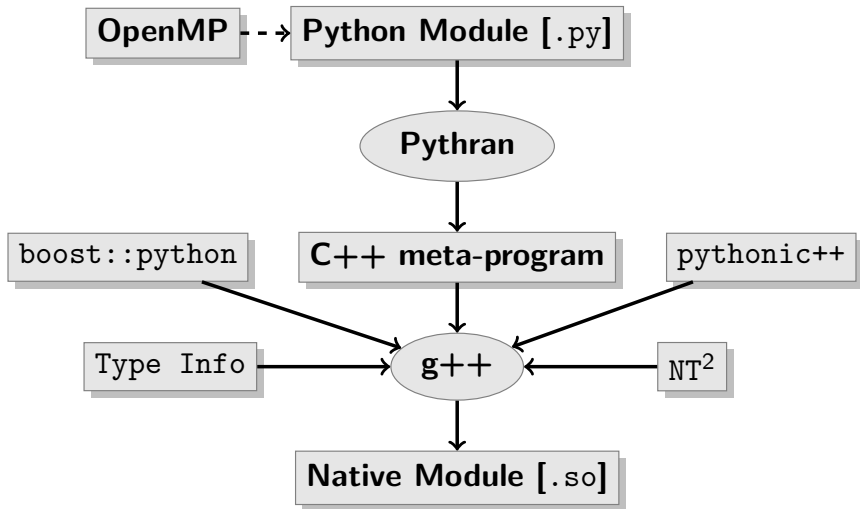 OpenMP
Python Module [.py]
Pythran
boost::python
C++ meta-program
pythonic++
Type Info
g++
NT²
Native Module [.so]